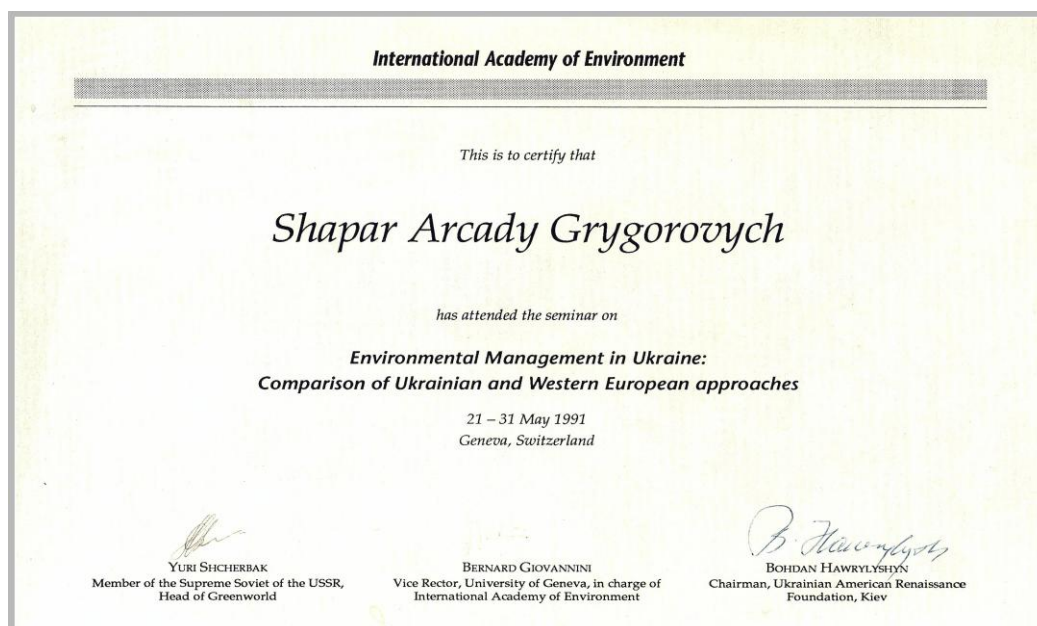 International Academy of Environment
This is to certify that
Shapar Arcady Grygorovych
has attended the seminar on
Environmental Management in Ukraine:
Comparison of Ukrainian and Western European approaches
21 – 31 May 1991
Geneva, Switzerland
B. Hawrylyshyn
YURI SHCHERBAK
Member of the Supreme Soviet of the USSR,
Head of Greenworld
BERNARD GIOVANNINI
Vice Rector, University of Geneva, in charge of
International Academy of Environment
BOHDAN HAWRYLYSHYN
Chairman, Ukrainian American Renaissance
Foundation, Kiev